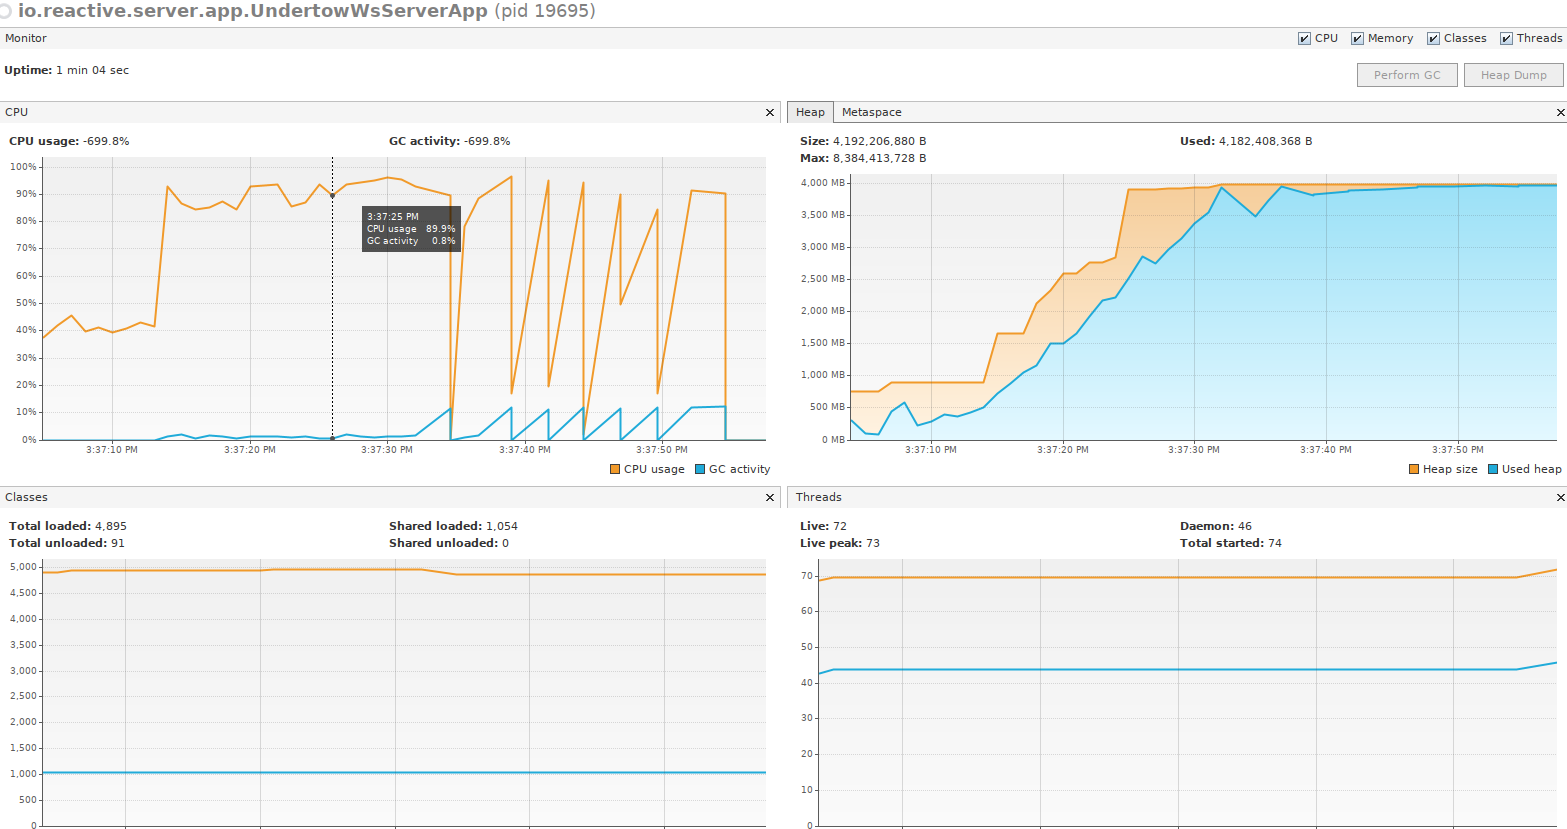 io.reactive.server.app.UndertowWsServerApp (pid 19695)
Monitor
CPU Memory Classes Threads
Uptime: 1 min 04 sec
Perform GC Heap Dump
CPU
CPU usage: -699.8% GC activity: -699.8%
100%
90%
80%
70%
60%
50%
40%
30%
20%
10%
0%
3:37:25 PM
CPU usage 89.9%
GC activity 0.8%
3:37:10 PM 3:37:20 PM 3:37:30 PM 3:37:40 PM 3:37:50 PM
CPU usage GC activity
Heap Metaspace
Size: 4,192,206,880 B Used: 4,182,408,368 B
Max: 8,384,413,728 B
4,000 MB
3,500 MB
3,000 MB
2,500 MB
2,000 MB
1,500 MB
1,000 MB
500 MB
0 MB
3:37:10 PM 3:37:20 PM 3:37:30 PM 3:37:40 PM 3:37:50 PM
Heap size Used heap
Classes
Total loaded: 4,895 Shared loaded: 1,054
Total unloaded: 91 Shared unloaded: 0
5,000
4,500
4,000
3,500
3,000
2,500
2,000
1,500
1,000
500
0
Threads
Live: 72 Daemon: 46
Live peak: 73 Total started: 74
70
60
50
40
30
20
10
0